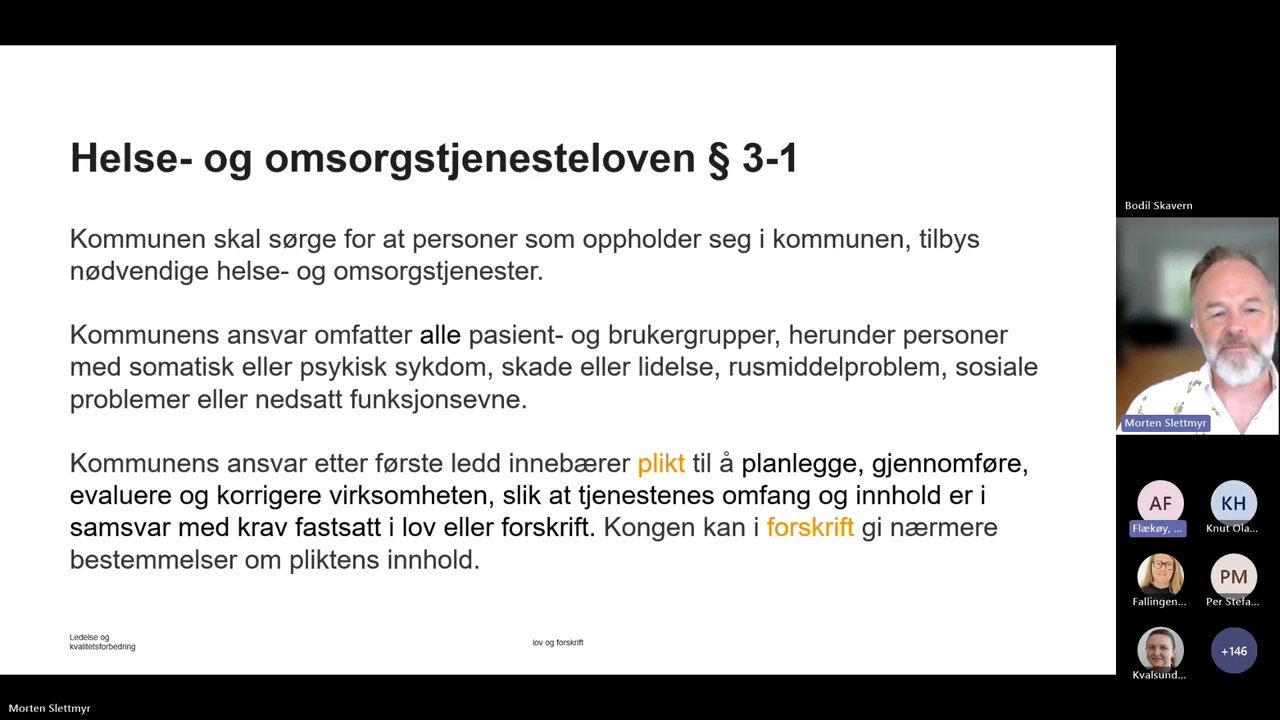 Helse- og omsorgstjenesteloven § 3-1
Kommunen skal sørge for at personer som oppholder seg i kommunen, tilbys
nødvendige helse- og omsorgstjenester.
Kommunens ansvar omfatter alle pasient- og brukergrupper, herunder personer
med somatisk eller psykisk sykdom, skade eller lidelse, rusmiddelproblem, sosiale
problemer eller nedsatt funksjonsevne.
Kommunens ansvar etter første ledd innebærer plikt til å planlegge, gjennomføre,
evaluere og korrigere virksomheten, slik at tjenestenes omfang og innhold er i
samsvar med krav fastsatt i lov eller forskrift. Kongen kan i forskrift gi nærmere
bestemmelser om pliktens innhold.
Ledelse og
kvalitetsforbedring
lov og forskrift
Bodil Skavern
Morten Slettmyr
AF
KH
Flækøy, ...
Knut Ola...
PM
Fallingen...
Per Stefa...
+146
Kvalsund...
Morten Slettmyr